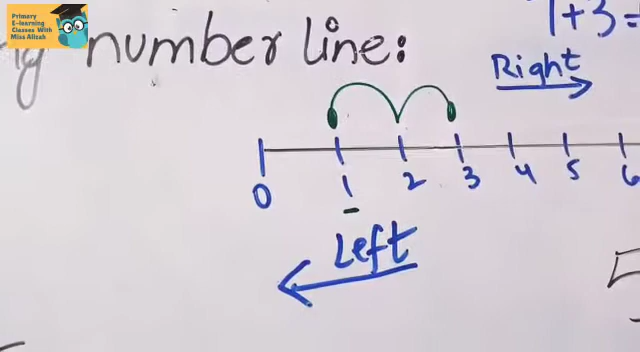 Primary
E-learning
Classes With
Miss Alizah
number line:
1+3=
Right
0 1 2 3 4 5 6
Left